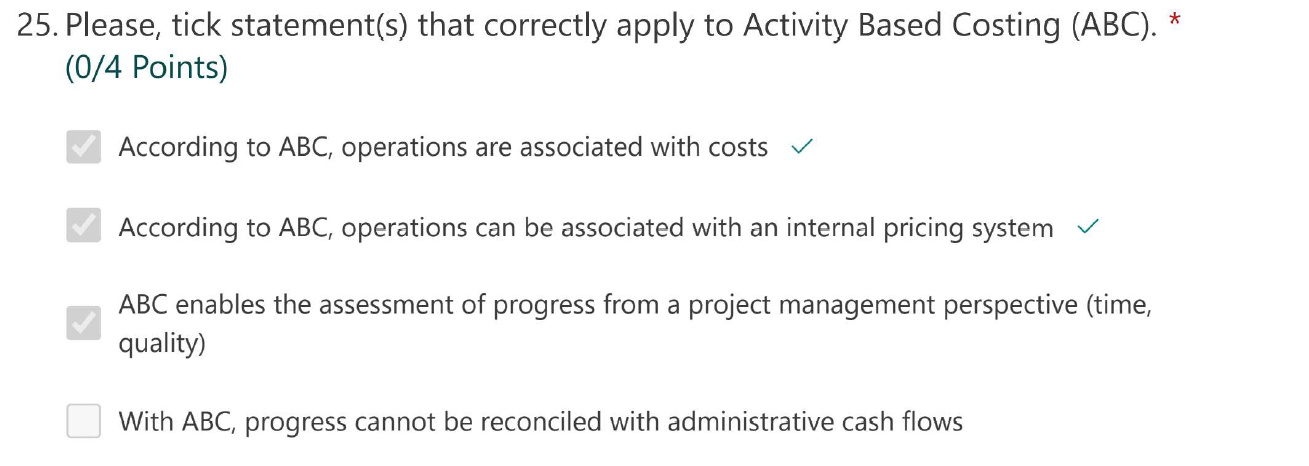 25. Please, tick statement(s) that correctly apply to Activity Based Costing (ABC). *
(0/4 Points)
According to ABC, operations are associated with costs
According to ABC, operations can be associated with an internal pricing system
ABC enables the assessment of progress from a project management perspective (time,
quality)
With ABC, progress cannot be reconciled with administrative cash flows